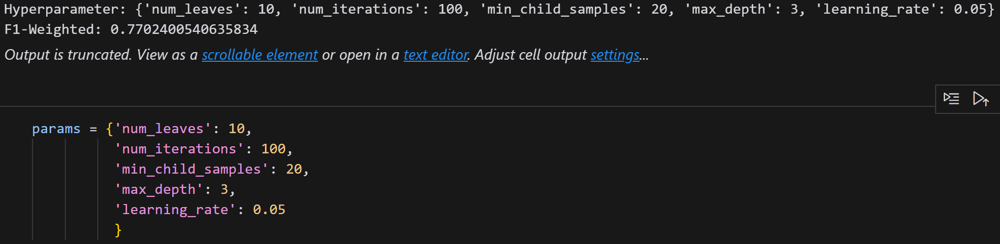 Hyperparameter: {'num_leaves': 10, 'num_iterations': 100, 'min_child_samples': 20, 'max_depth': 3, 'learning_rate': 0.05}
F1-Weighted: 0.7702400540635834
Output is truncated. View as a scrollable element or open in a text editor. Adjust cell output settings...
params = {'num_leaves': 10,
'num_iterations': 100,
'min_child_samples': 20,
'max_depth': 3,
'learning_rate': 0.05
}